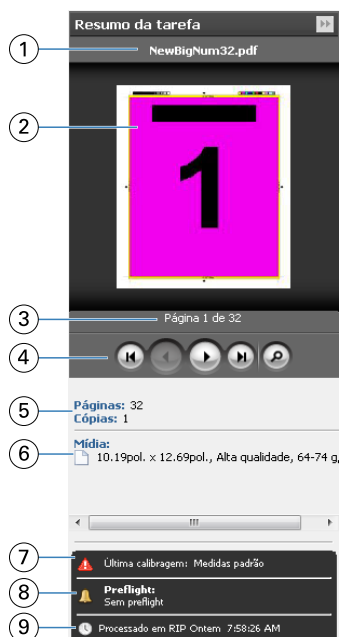 Resumo da tarefa
1
NewBigNum32.pdf
2
1
3
Página 1 de 32
4
5
Páginas: 32
Cópias: 1
6
Mídia:
10.19pol. x 12.69pol., Alta qualidade, 64-74 g,
7
Última calibragem: Medidas padrão
8
Preflight:
Sem preflight
9
Processado em RIP Ontem 7:58:26 AM